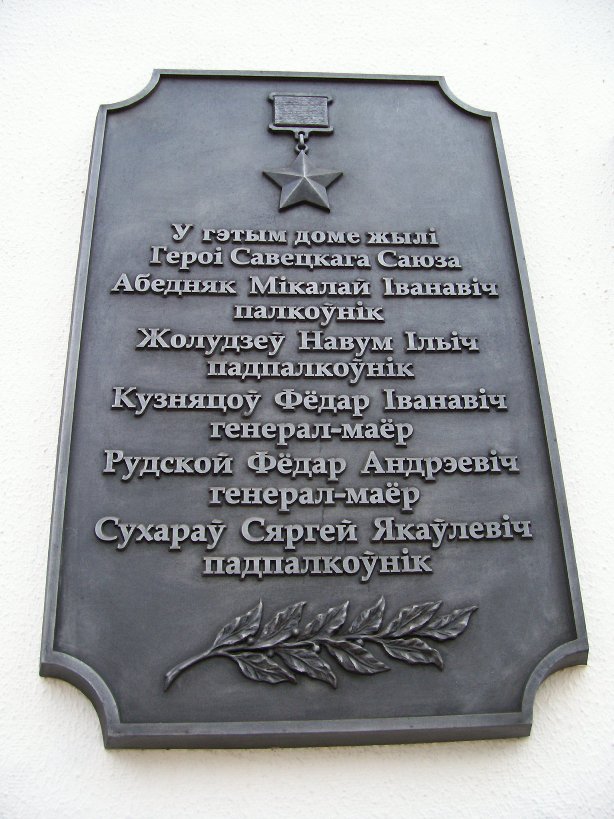 У гэтым доме жылі
Героі Савецкага Саюза
Абедняк Мікалай Іванавіч
палкоўнік
Жолудзеў Навум Ільіч
падпалкоўнік
Кузняцоў Фёдар Іванавіч
генерал-маёр
Рудской Фёдар Андрэевіч
генерал-маёр
Сухараў Сяргей Якаўлевіч
падпалкоўнік